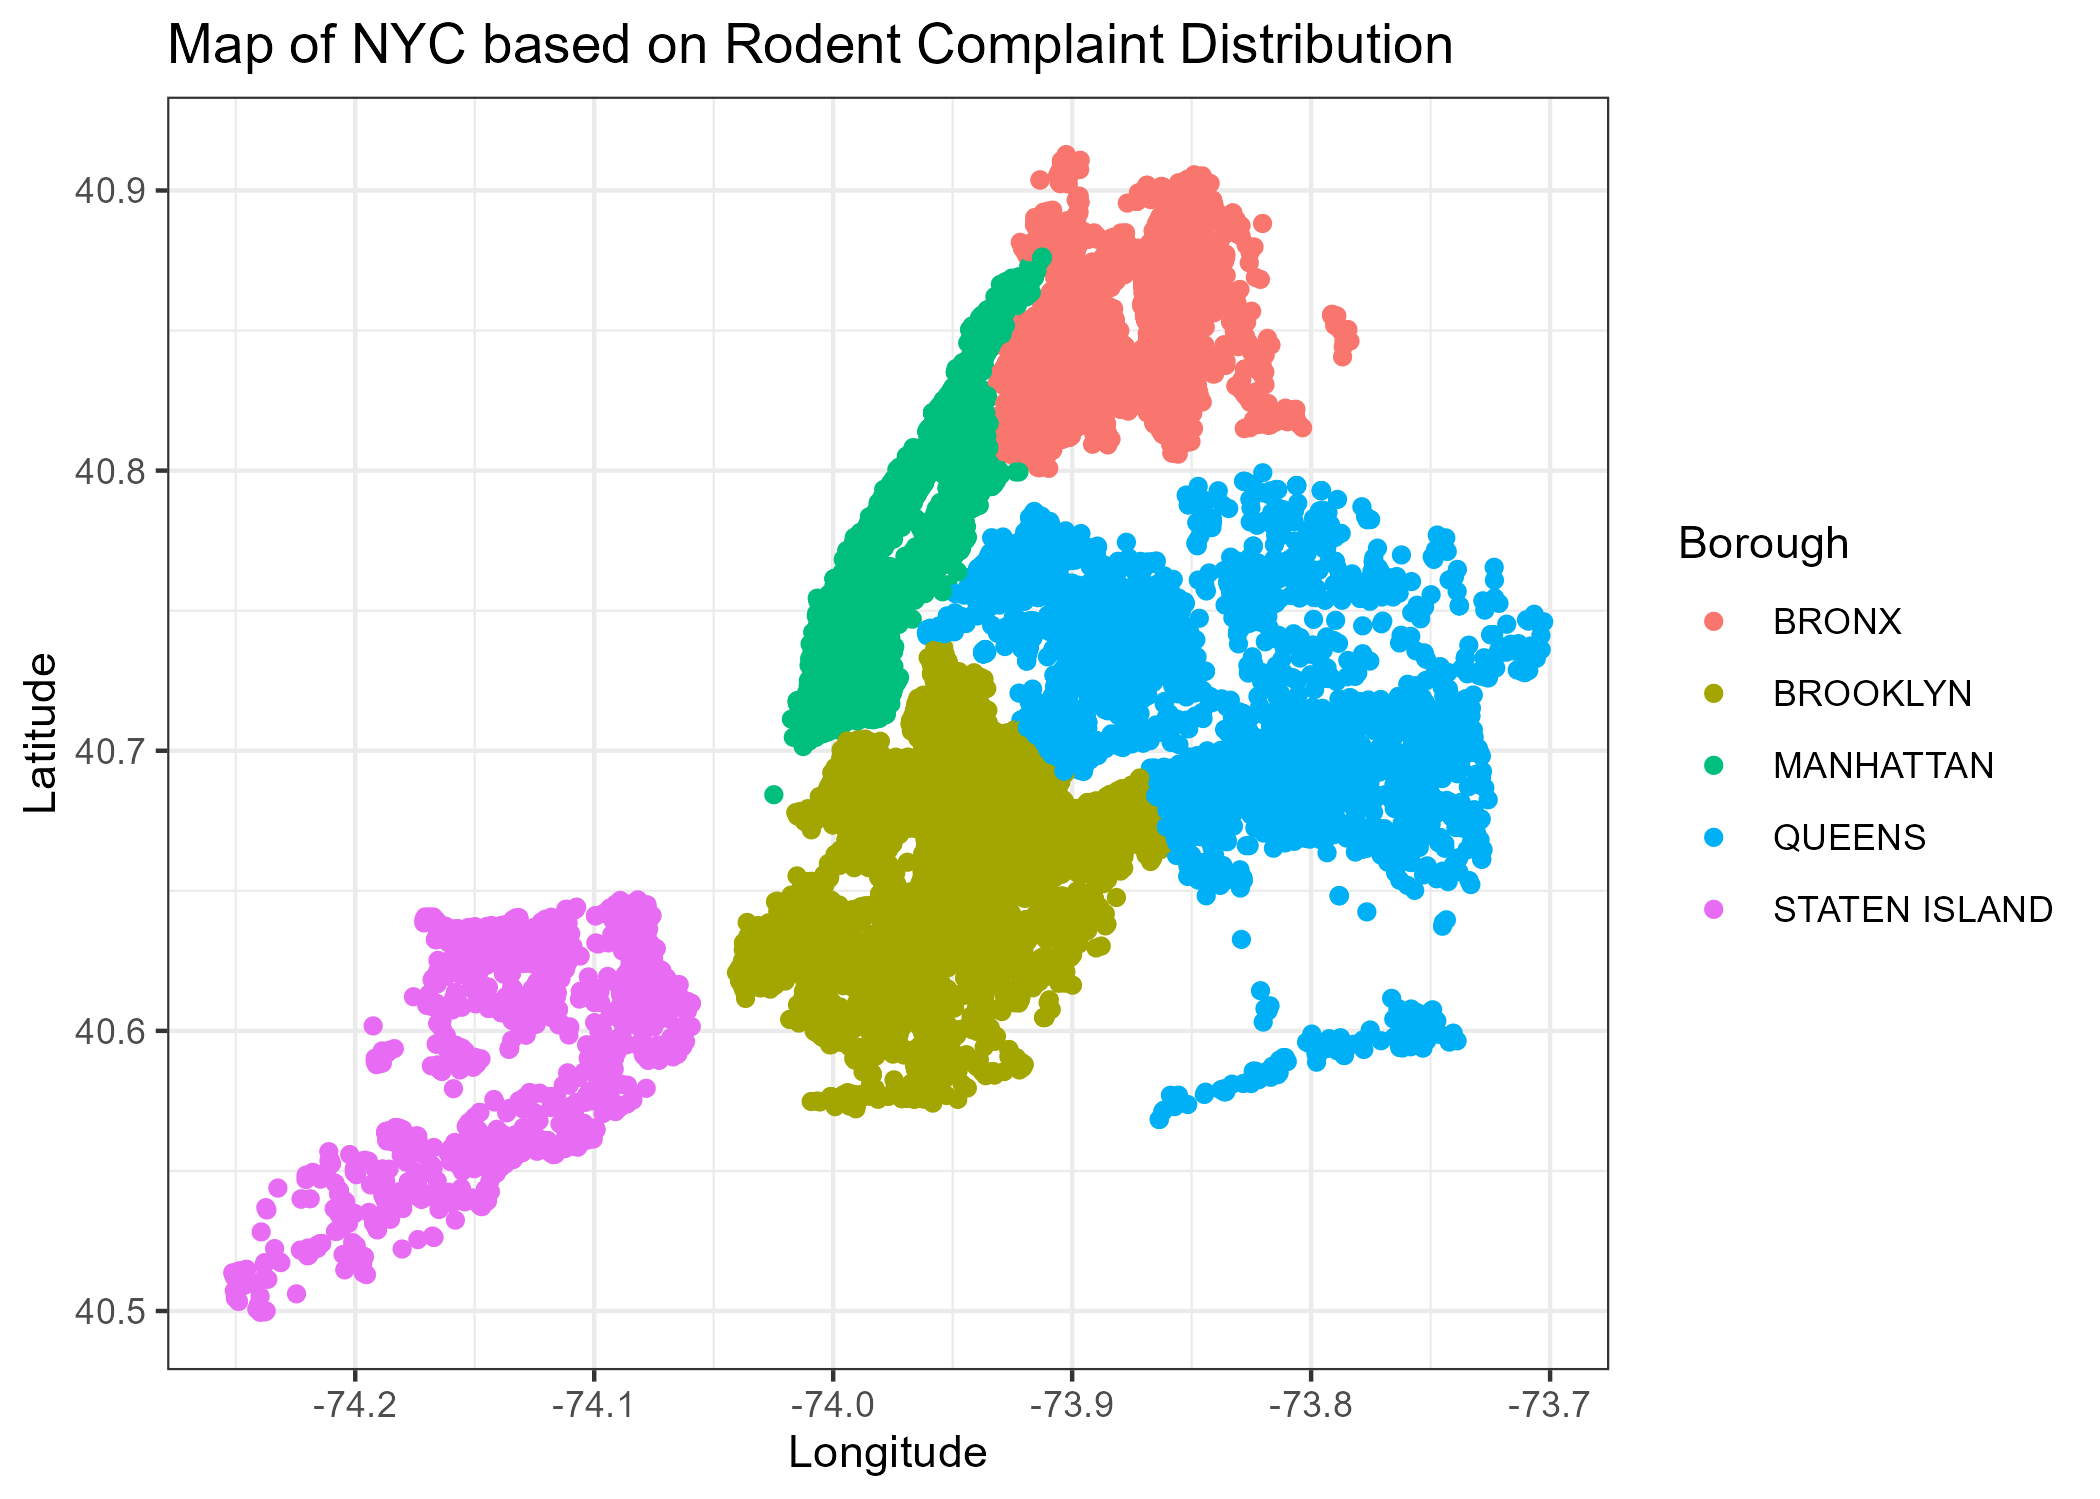 Map of NYC based on Rodent Complaint Distribution
40.9
40.8
40.7
40.6
40.5
Latitude
-74.2
-74.1
-74.0
-73.9
-73.8
-73.7
Longitude
Borough
BRONX
BROOKLYN
MANHATTAN
QUEENS
STATEN ISLAND